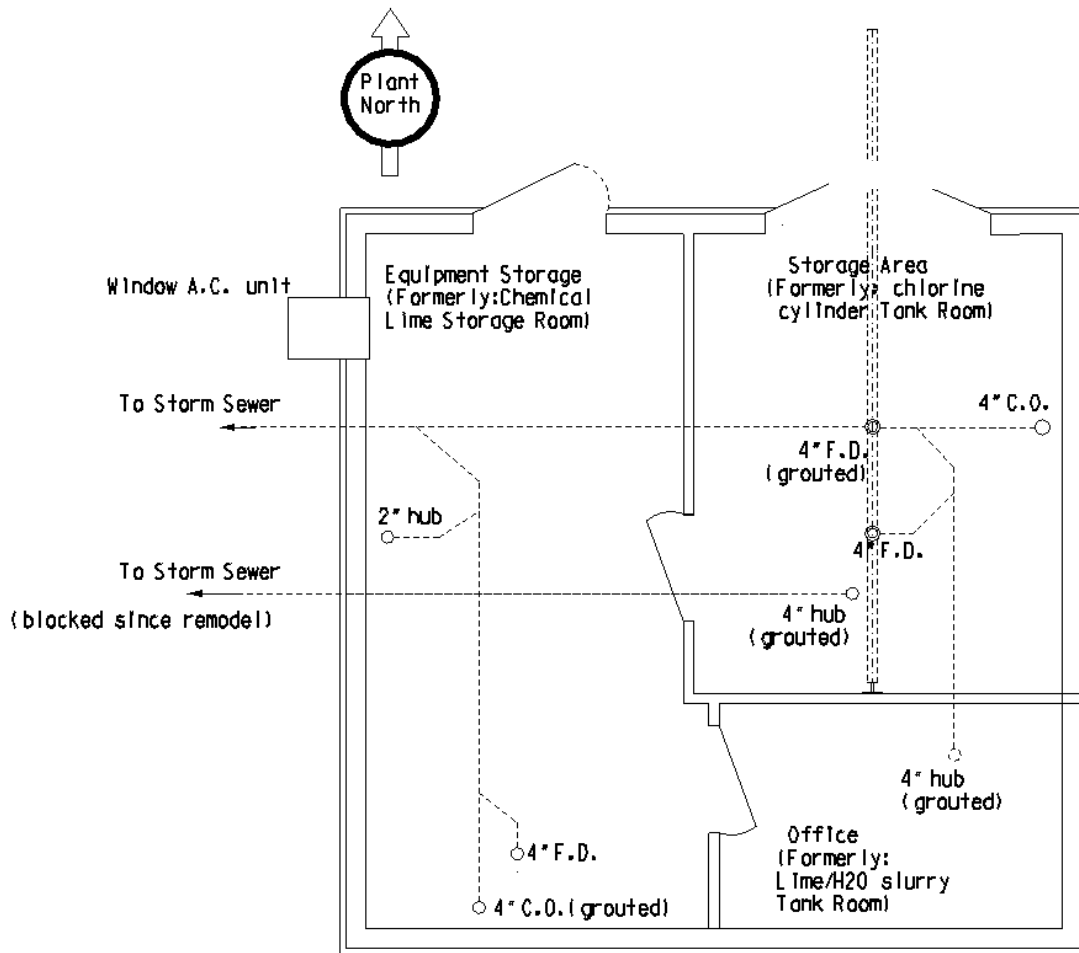 Plant
North
Window A.C. unit
Equipment Storage
(Formerly:Chemical
Lime Storage Room)
Storage Area
(Formerly: chlorine
cylinder Tank Room)
To Storm Sewer
4" C.O.
4" F.D.
(grouted)
2" hub
4" F.D.
To Storm Sewer
(blocked since remodel)
4" hub
(grouted)
4" hub
(grouted)
Office
(Formerly:
Lime/H2O slurry
Tank Room)
4" F.D.
4" C.O.(grouted)